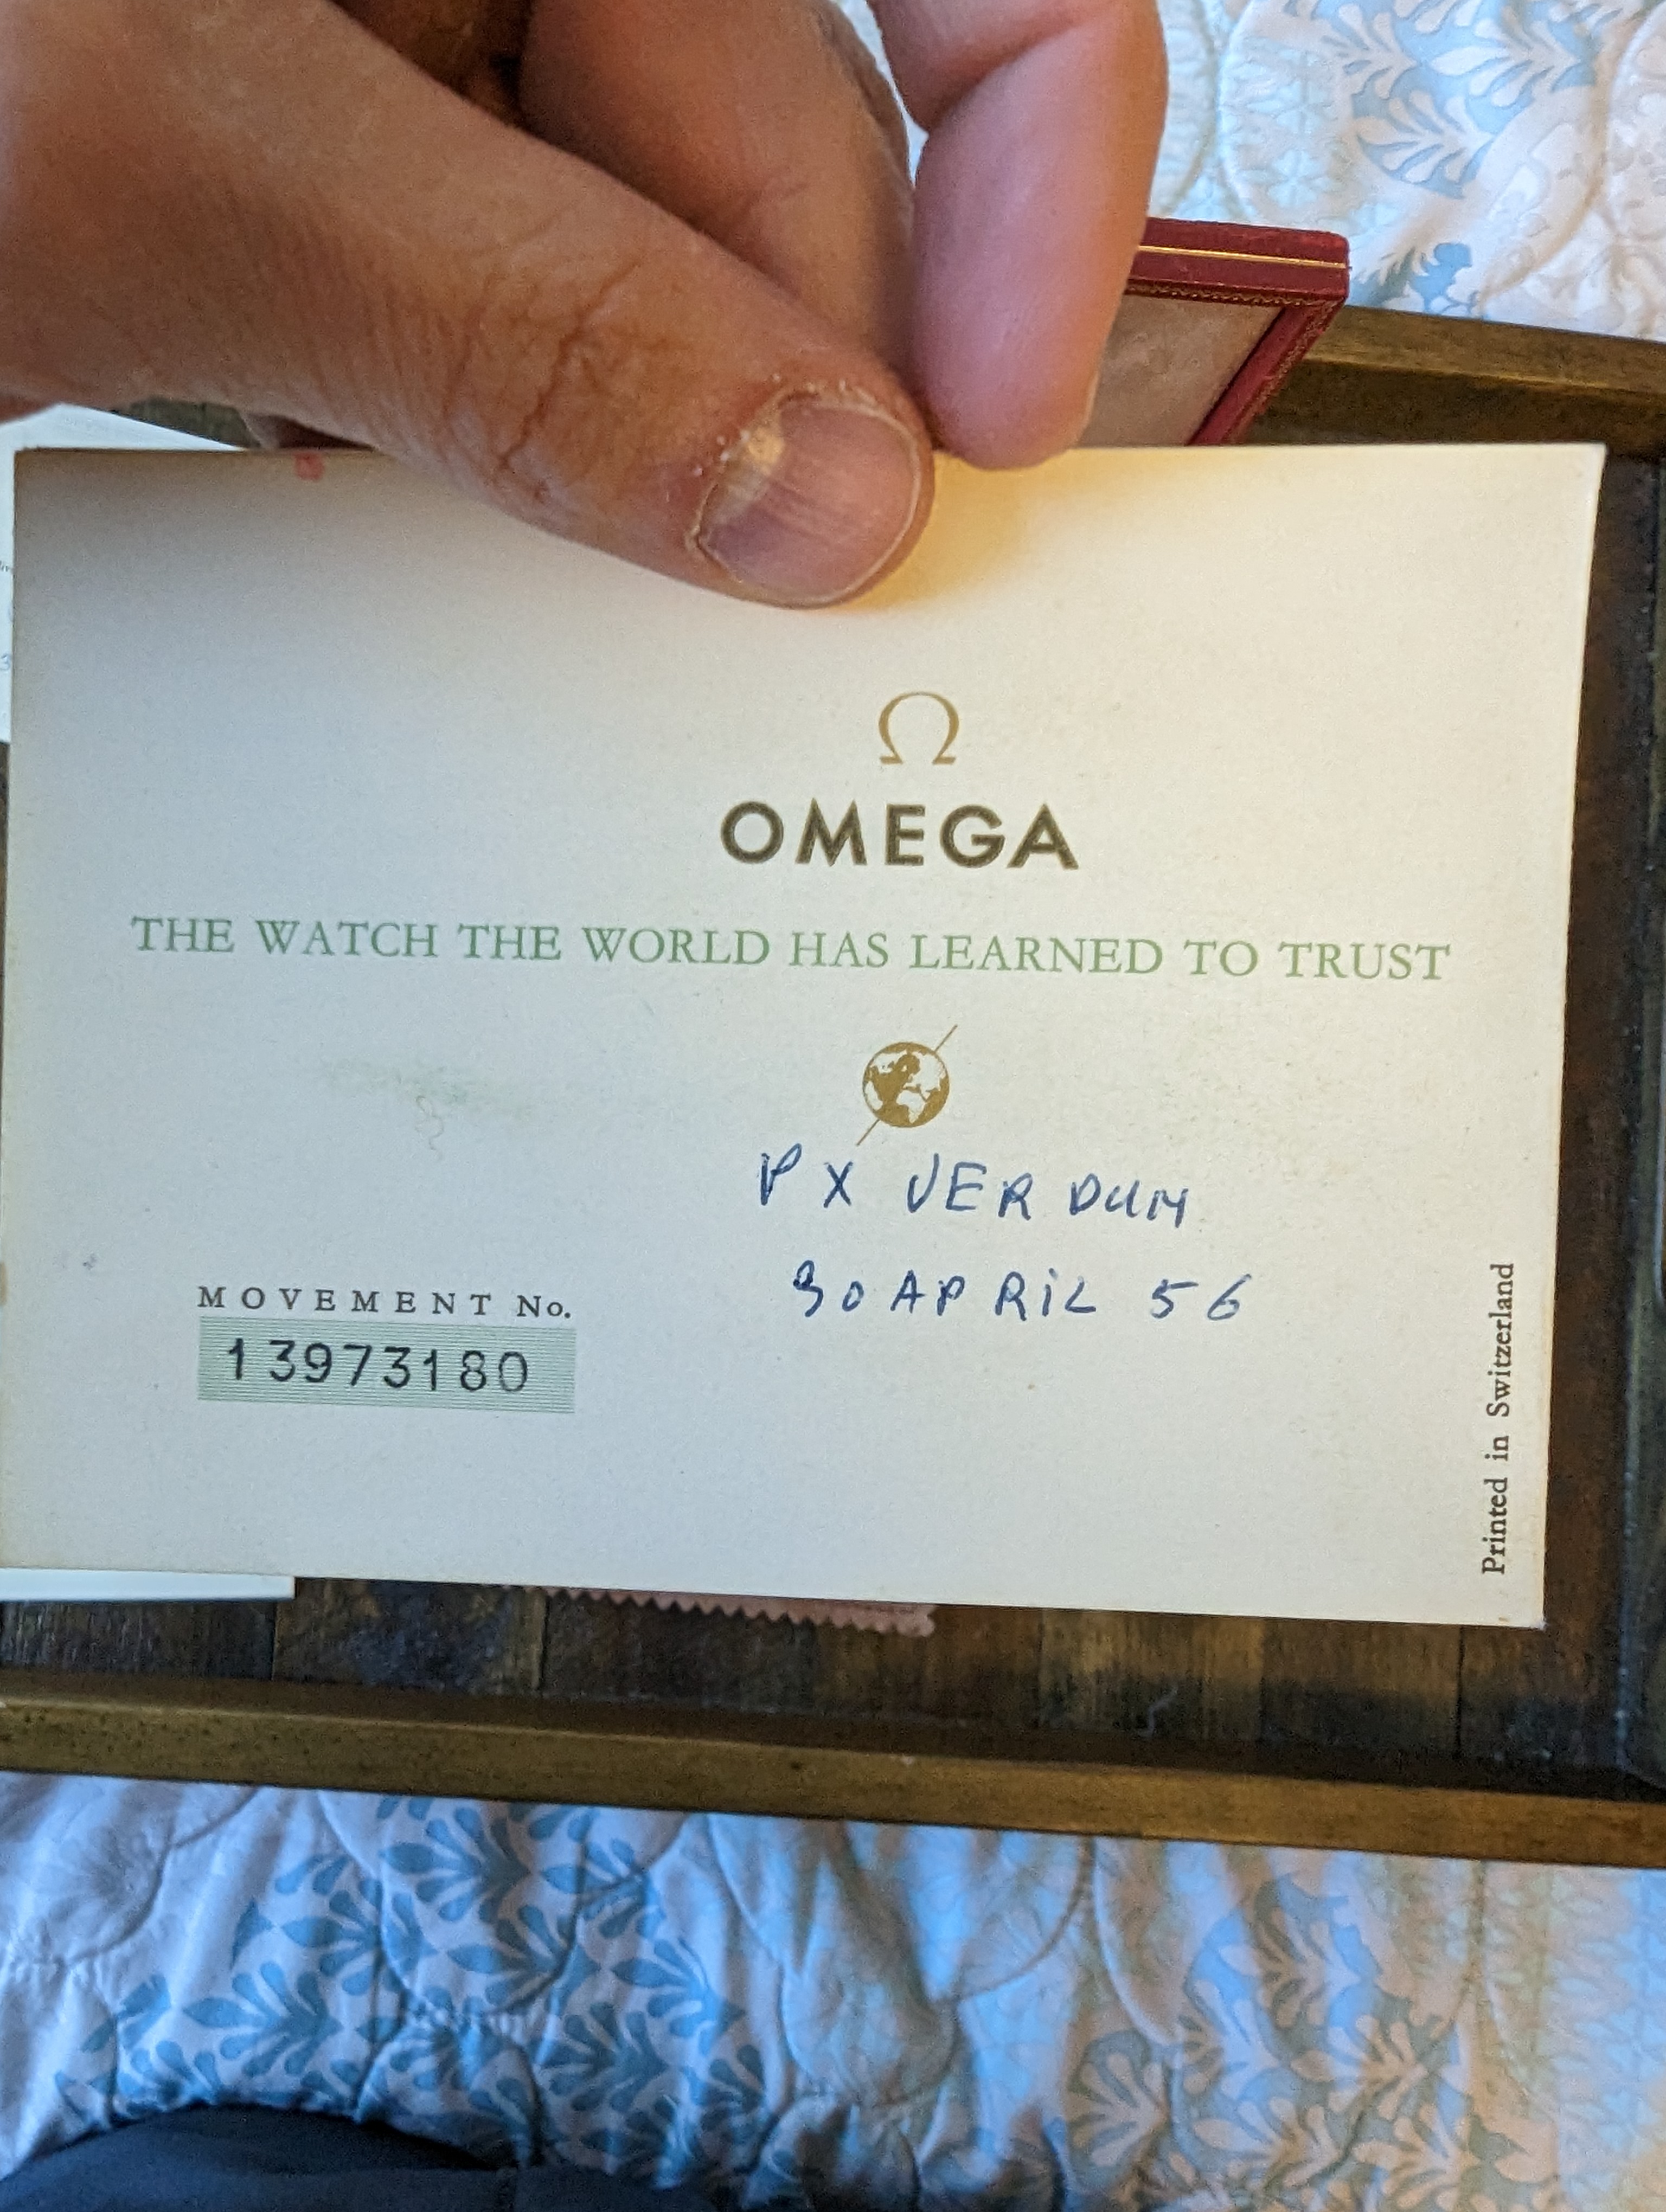 Ω
OMEGA
THE WATCH THE WORLD HAS LEARNED TO TRUST
PX VERDUN
30 APRIL 56
MOVEMENT No.
13973180
Printed in Switzerland